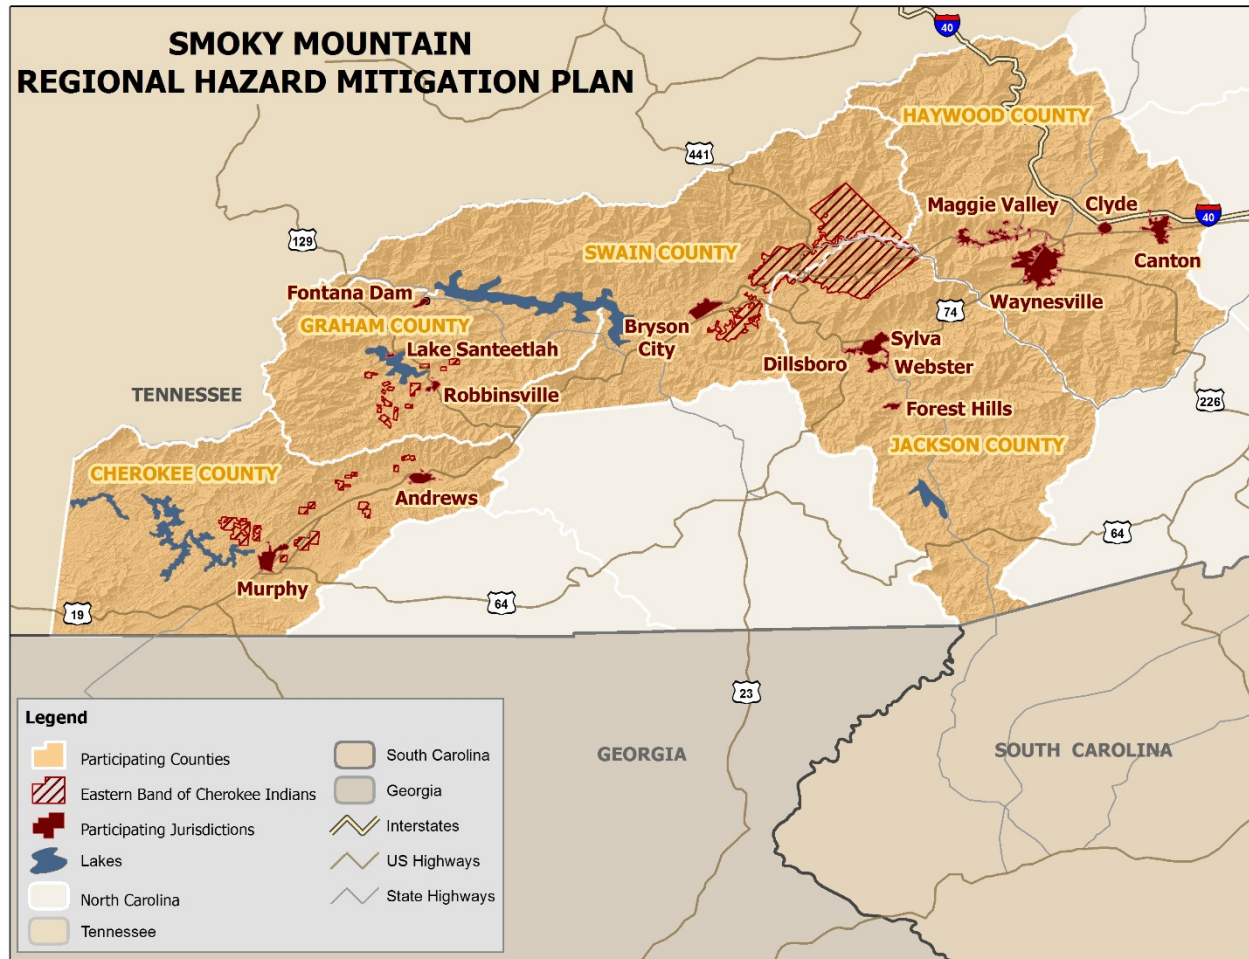 SMOKY MOUNTAIN
REGIONAL HAZARD MITIGATION PLAN
40
HAYWOOD COUNTY
441
Maggie Valley
Clyde
40
129
SWAIN COUNTY
Canton
Fontana Dam
Waynesville
GRAHAM COUNTY
Bryson
City
74
Lake Santeetlah
Sylva
Dillsboro
Webster
TENNESSEE
Robbinsville
226
Forest Hills
JACKSON COUNTY
CHEROKEE COUNTY
Andrews
64
Murphy
64
19
23
GEORGIA
SOUTH CAROLINA
Legend
Participating Counties
Eastern Band of Cherokee Indians
Participating Jurisdictions
Lakes
North Carolina
Tennessee
South Carolina
Georgia
Interstates
US Highways
State Highways